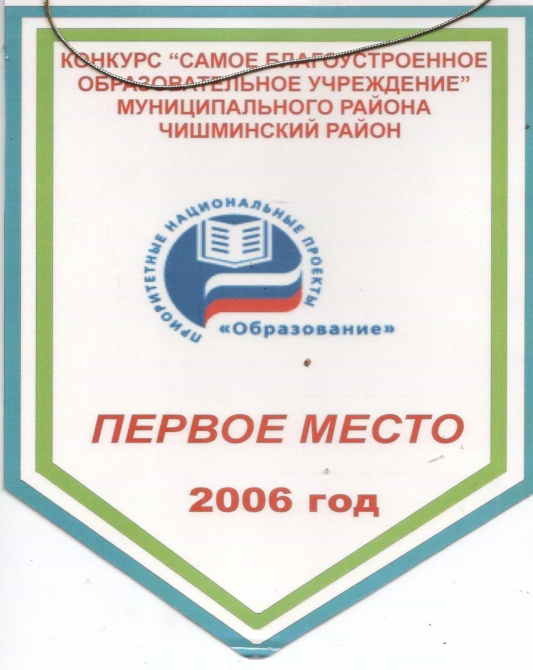 КОНКУРС “САМОЕ БЛАГОУСТРОЕННОЕ
ОБРАЗОВАТЕЛЬНОЕ УЧРЕЖДЕНИЕ”
МУНИЦИПАЛЬНОГО РАЙОНА
ЧИШМИНСКИЙ РАЙОН
ПРИОРИТЕТНЫЕ НАЦИОНАЛЬНЫЕ ПРОЕКТЫ
«Образование»
ПЕРВОЕ МЕСТО
2006 год